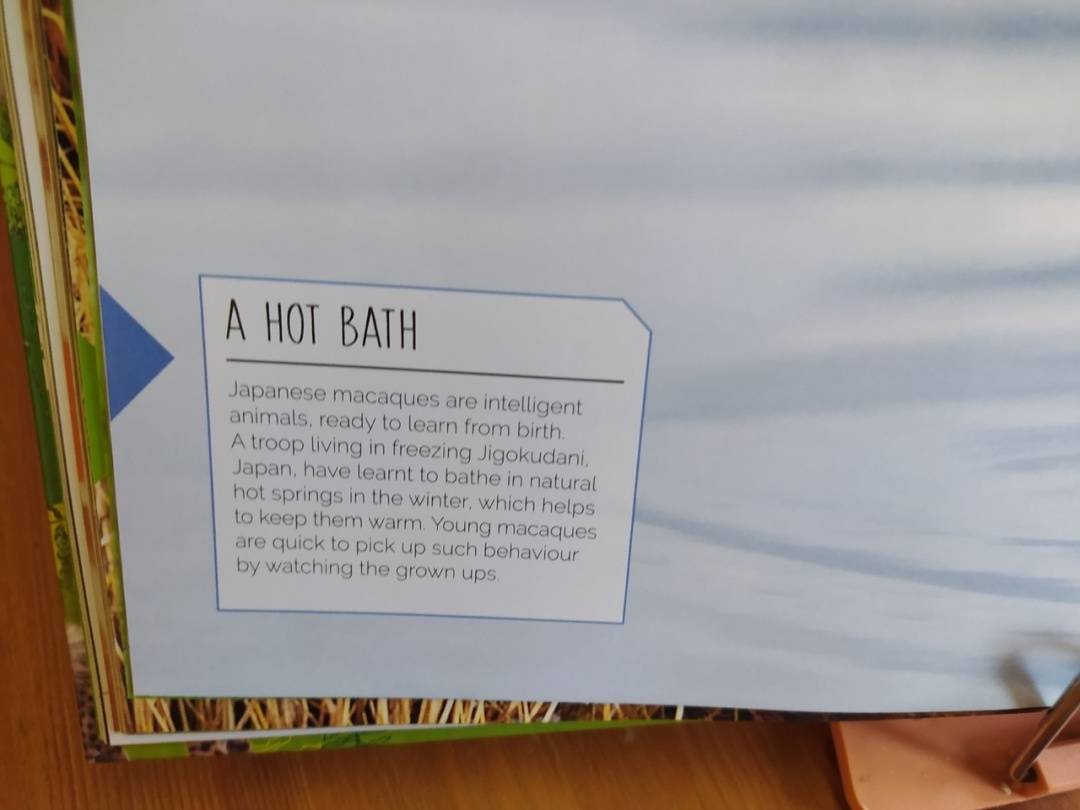 A HOT BATH
Japanese macaques are intelligent
animals, ready to learn from birth.
A troop living in freezing Jigokudani,
Japan, have learnt to bathe in natural
hot springs in the winter, which helps
to keep them warm. Young macaques
are quick to pick up such behaviour
by watching the grown ups.